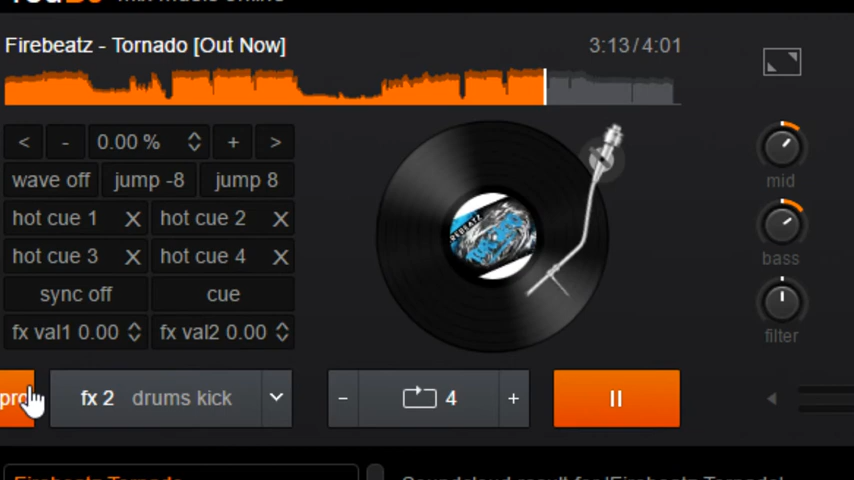 Firebeatz - Tornado [Out Now]
3:13/4:01
< - 0.00 % + >
wave off jump -8 jump 8
hot cue 1 X hot cue 2 X
hot cue 3 X hot cue 4 X
sync off cue
fx val1 0.00 fx val2 0.00
mid
bass
filter
fx 2 drums kick
- 4 +